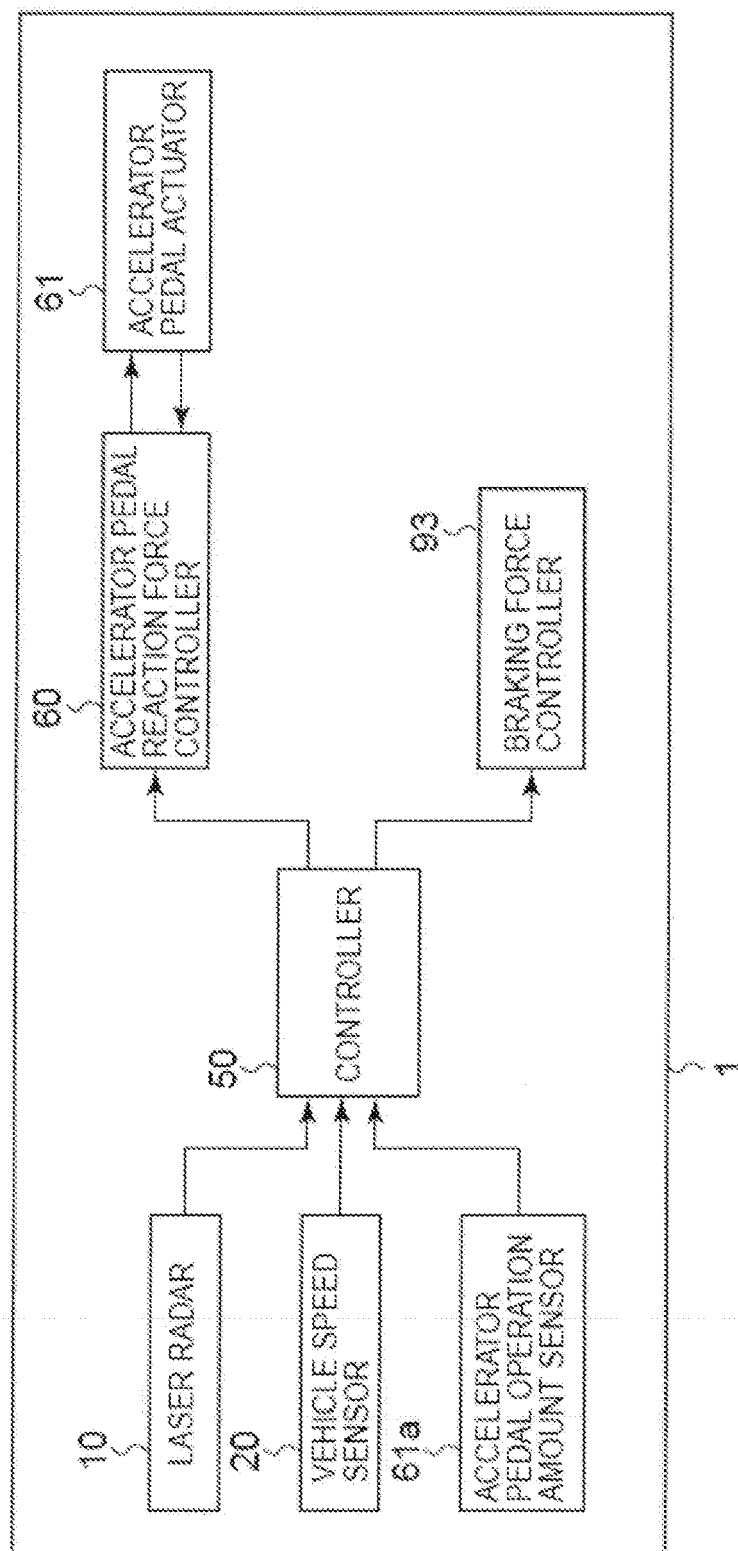 10
LASER RADAR
20
VEHICLE SPEED
SENSOR
61a
ACCELERATOR
PEDAL OPERATION
AMOUNT SENSOR
50
CONTROLLER
60
ACCELERATOR PEDAL
REACTION FORCE
CONTROLLER
61
ACCELERATOR
PEDAL ACTUATOR
93
BRAKING FORCE
CONTROLLER
1